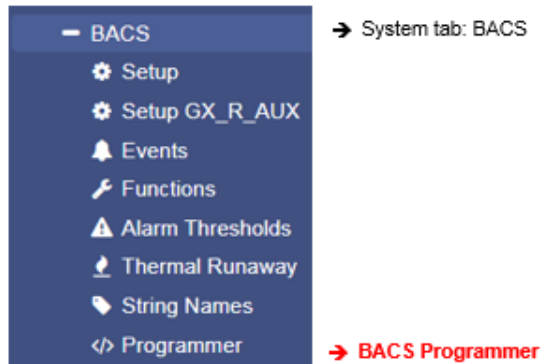 BACS → System tab: BACS
Setup
Setup GX_R_AUX
Events
Functions
Alarm Thresholds
Thermal Runaway
String Names
Programmer → BACS Programmer